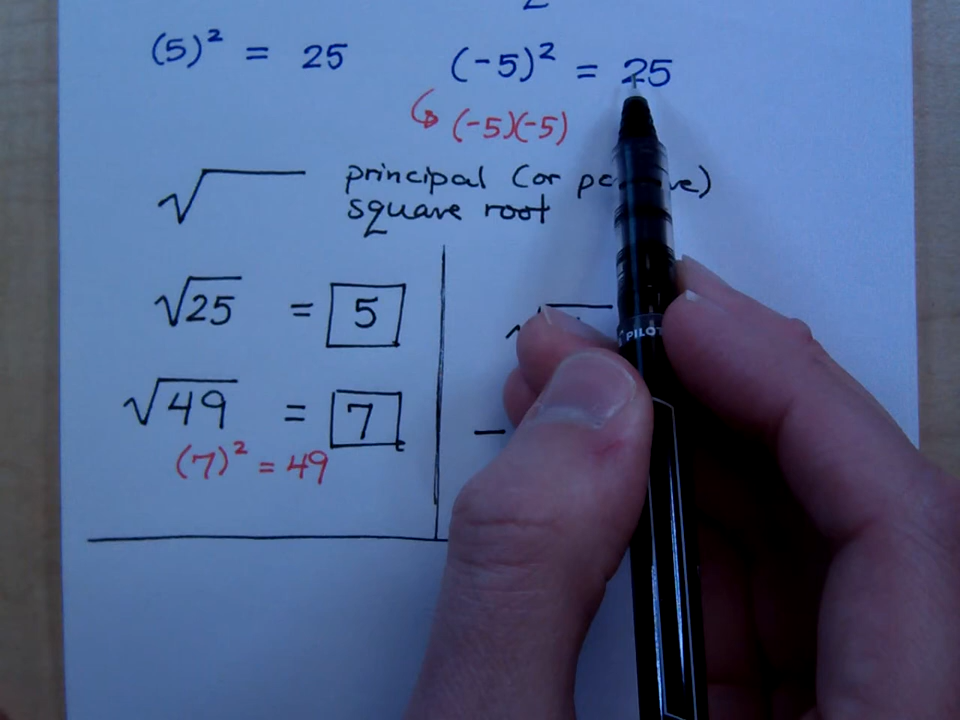 (5)² = 25
(-5)² = 25
(-5)(-5)
principal (or
square root
√25 = 5
√49 = 7
(7)² = 49
PILOT